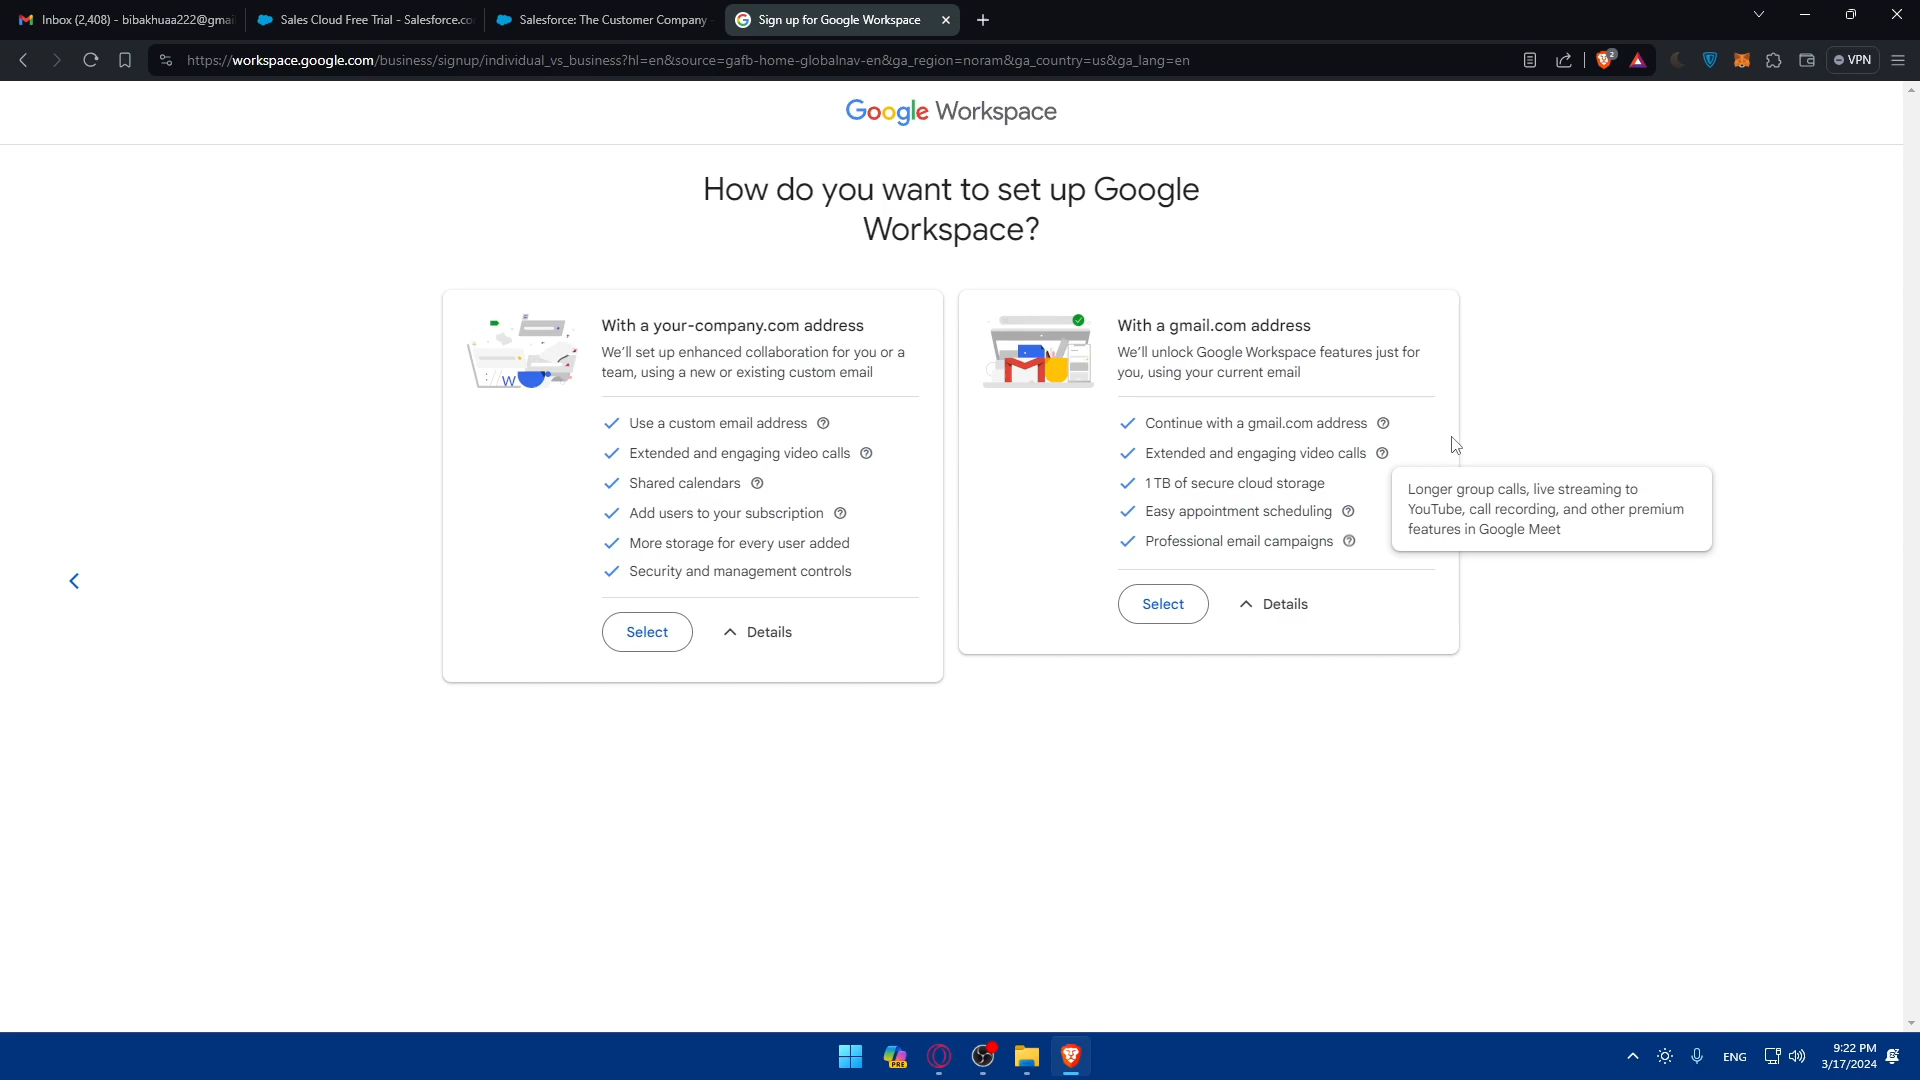 Inbox (2,408) - bibakhuaa222@gmai
Sales Cloud Free Trial - Salesforce.co
Salesforce: The Customer Company
Sign up for Google Workspace
https://workspace.google.com/business/signup/individual_vs_business?hl=en&source=gafb-home-globalnav-en&ga_region=noram&ga_country=us&ga_lang=en
2
VPN
Google Workspace
How do you want to set up Google
Workspace?
With a your-company.com address
We'll set up enhanced collaboration for you or a
team, using a new or existing custom email
Use a custom email address
Extended and engaging video calls
Shared calendars
Add users to your subscription
More storage for every user added
Security and management controls
Select
Details
W
With a gmail.com address
We'll unlock Google Workspace features just for
you, using your current email
Continue with a gmail.com address
Extended and engaging video calls
1 TB of secure cloud storage
Easy appointment scheduling
Professional email campaigns
Select
Details
Longer group calls, live streaming to
YouTube, call recording, and other premium
features in Google Meet
PRE
ENG
9:22 PM
3/17/2024